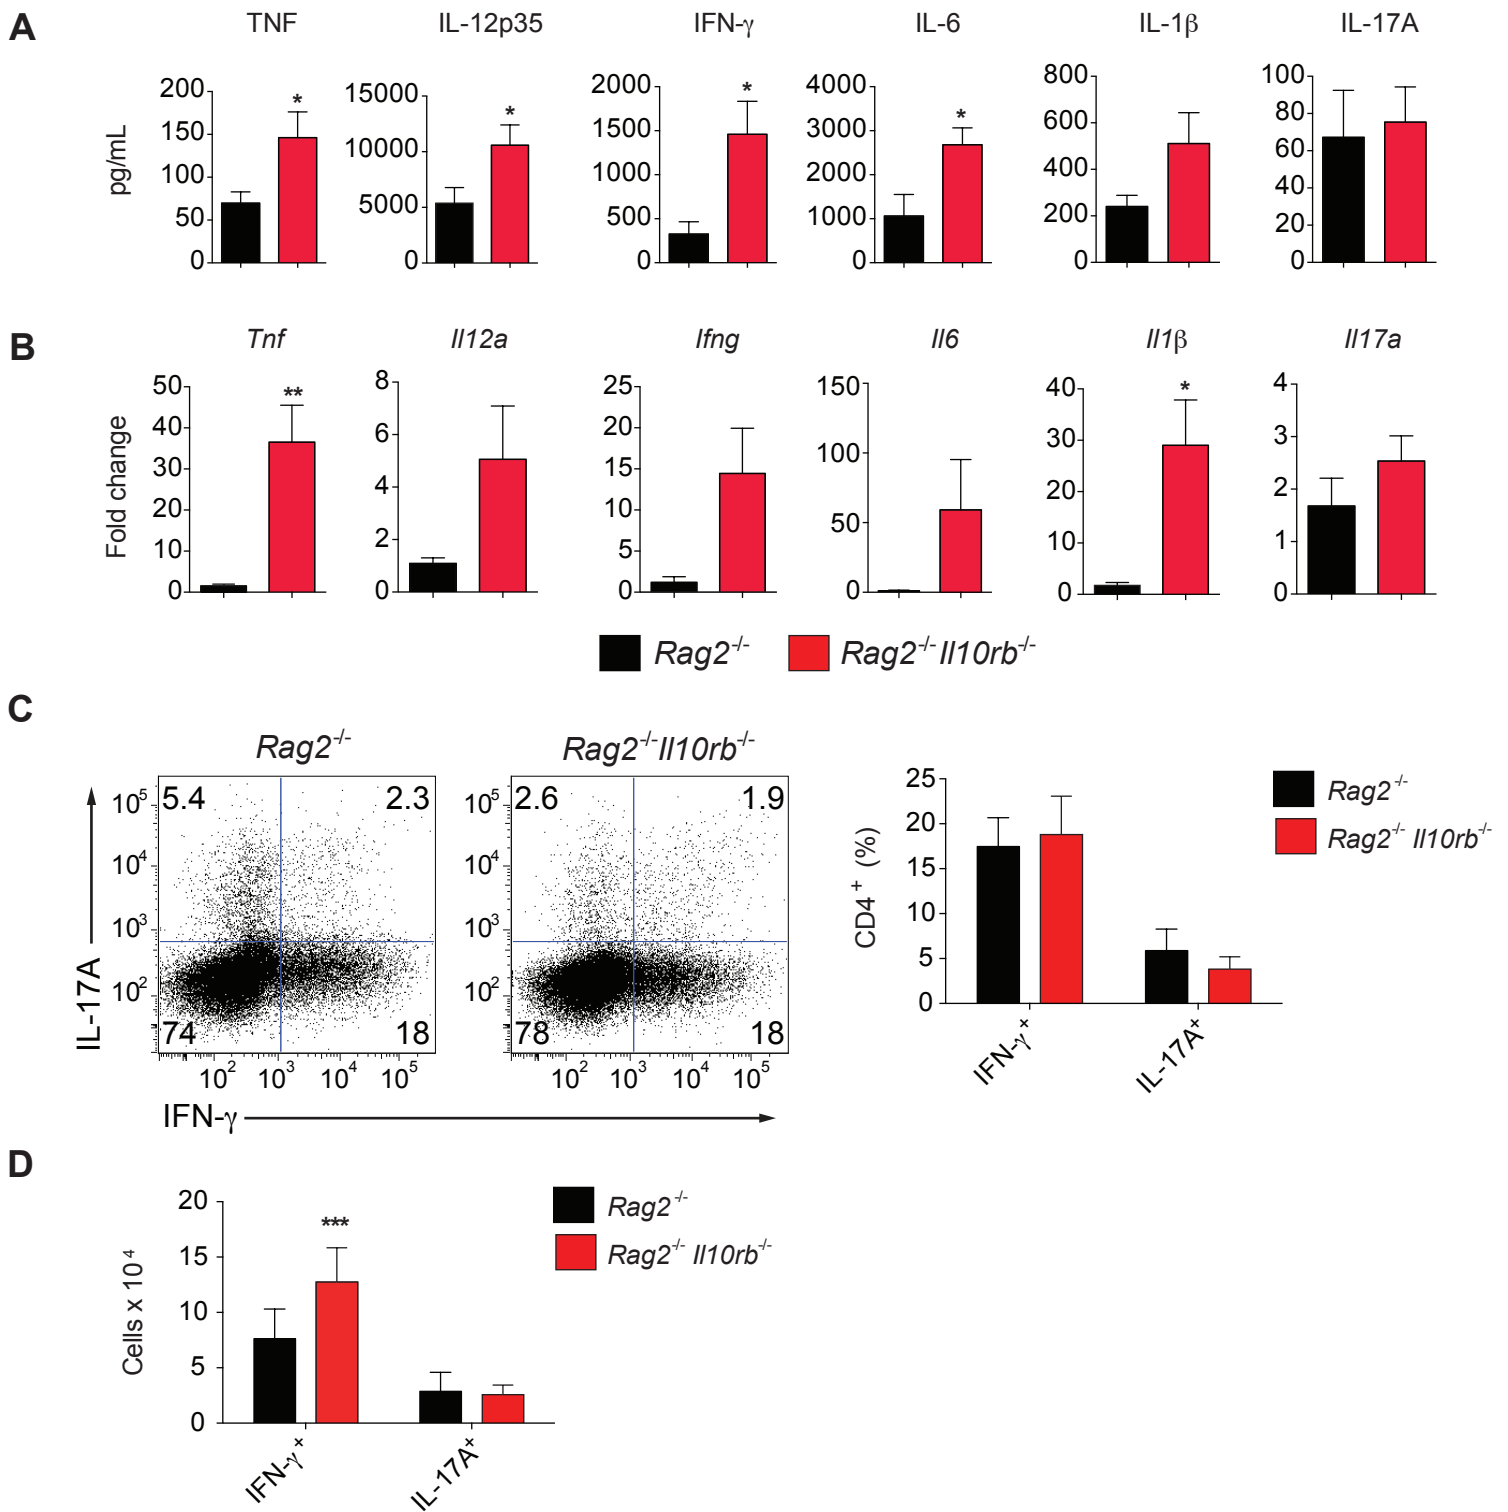 A
TNF IL-12p35 IFN-γ IL-6 IL-1β IL-17A
pg/mL
200 150 100 50 0
15000 10000 5000 0
2000 1500 1000 500 0
4000 3000 2000 1000 0
800 600 400 200 0
100 80 60 40 20 0
* * * *
B
Tnf Il12a Ifng Il6 Il1β Il17a
Fold change
50 40 30 20 10 0
8 6 4 2 0
25 20 15 10 5 0
150 100 50 0
40 30 20 10 0
4 3 2 1 0
** *
Rag2-/- Rag2-/- Il10rb-/-
C
Rag2-/- Rag2-/-Il10rb-/-
IL-17A
10^5 10^4 10^3 10^2
5.4 2.3
74 18
10^2 10^3 10^4 10^5
10^5 10^4 10^3 10^2
2.6 1.9
78 18
10^2 10^3 10^4 10^5
IFN-γ
CD4+ (%)
25 20 15 10 5 0
IFN-γ+ IL-17A+
Rag2-/-
Rag2-/- Il10rb-/-
D
Cells x 10^4
20 15 10 5 0
***
IFN-γ+ IL-17A+
Rag2-/-
Rag2-/- Il10rb-/-